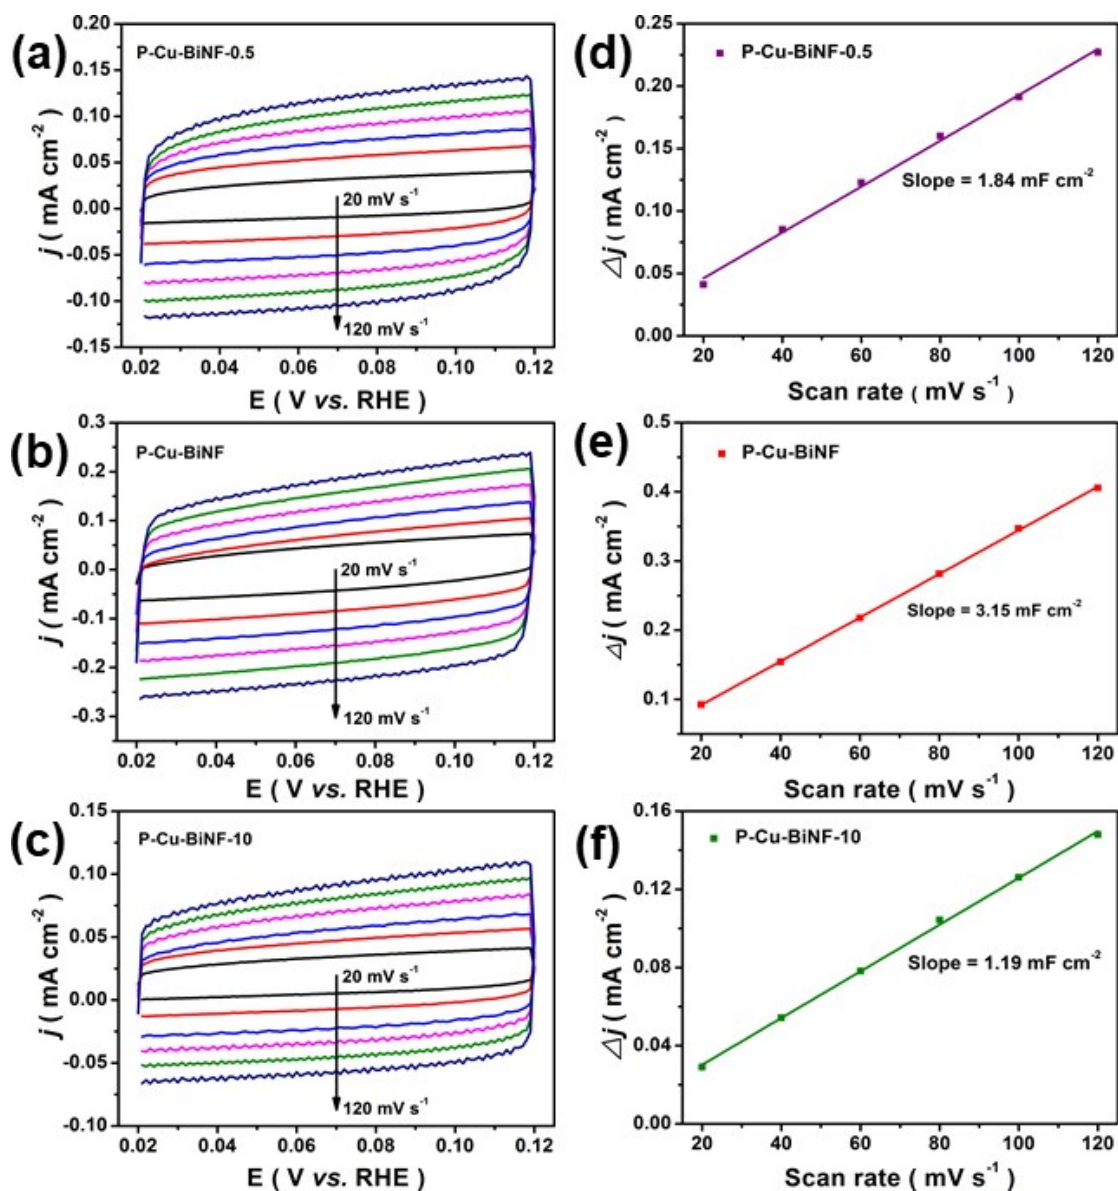 (a)
P-Cu-BiNF-0.5
0.20
0.15
0.10
0.05
0.00
-0.05
-0.10
-0.15
j ( mA cm⁻²)
20 mV s⁻¹
120 mV s⁻¹
0.02 0.04 0.06 0.08 0.10 0.12
E ( V vs. RHE )
(d)
P-Cu-BiNF-0.5
0.25
0.20
0.15
0.10
0.05
0.00
Δj ( mA cm⁻²)
Slope = 1.84 mF cm⁻²
20 40 60 80 100 120
Scan rate ( mV s⁻¹)
(b)
P-Cu-BiNF
0.3
0.2
0.1
0.0
-0.1
-0.2
-0.3
j ( mA cm⁻²)
20 mV s⁻¹
120 mV s⁻¹
0.02 0.04 0.06 0.08 0.10 0.12
E ( V vs. RHE )
(e)
P-Cu-BiNF
0.5
0.4
0.3
0.2
0.1
Δj ( mA cm⁻²)
Slope = 3.15 mF cm⁻²
20 40 60 80 100 120
Scan rate ( mV s⁻¹)
(c)
P-Cu-BiNF-10
0.15
0.10
0.05
0.00
-0.05
-0.10
j ( mA cm⁻²)
20 mV s⁻¹
120 mV s⁻¹
0.02 0.04 0.06 0.08 0.10 0.12
E ( V vs. RHE )
(f)
P-Cu-BiNF-10
0.16
0.12
0.08
0.04
0.00
Δj ( mA cm⁻²)
Slope = 1.19 mF cm⁻²
20 40 60 80 100 120
Scan rate ( mV s⁻¹)